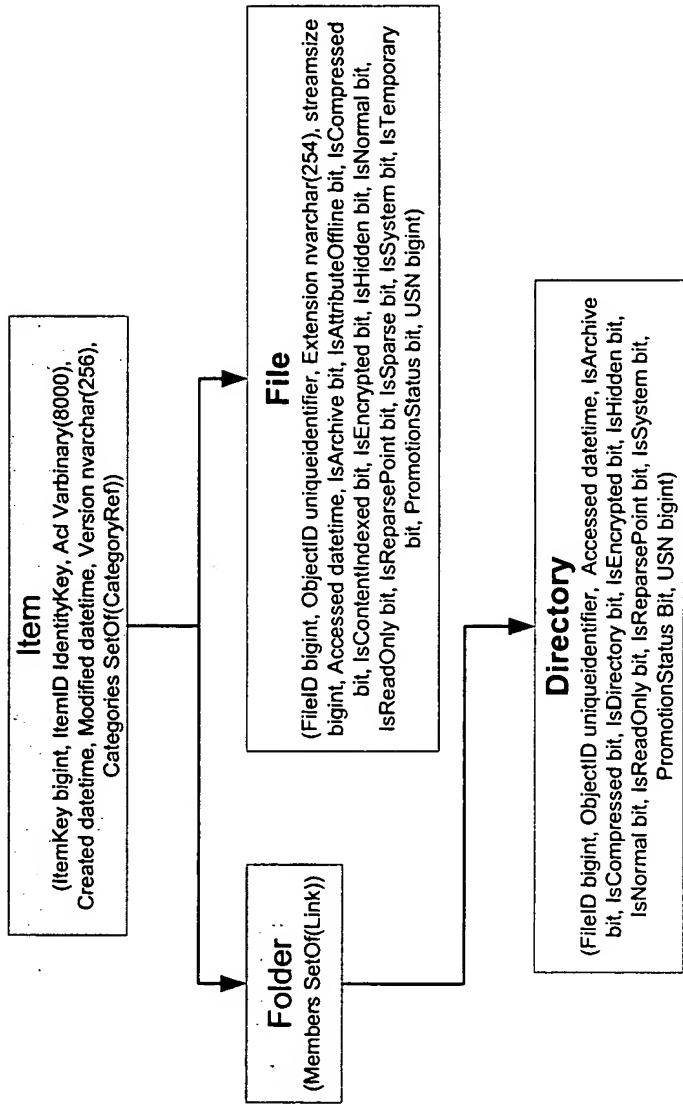 Item
(ItemKey bigint, ItemID IdentityKey, Acl Varbinary(8000),
Created datetime, Modified datetime, Version nvarchar(256),
Categories SetOf(CategoryRef))
Folder
(Members SetOf(Link))
File
(FileID bigint, ObjectID uniqueidentifier, Extension nvarchar(254), streamsize
bigint, Accessed datetime, IsArchive bit, IsAttributeOffline bit, IsCompressed
bit, IsContentIndexed bit, IsEncrypted bit, IsHidden bit, IsNormal bit,
IsReadOnly bit, IsReparsePoint bit, IsSparse bit, IsSystem bit, IsTemporary
bit, PromotionStatus bit, USN bigint)
Directory
(FileID bigint, ObjectID uniqueidentifier, Accessed datetime, IsArchive
bit, IsCompressed bit, IsDirectory bit, IsEncrypted bit, IsHidden bit,
IsNormal bit, IsReadOnly bit, IsReparsePoint bit, IsSystem bit,
PromotionStatus Bit, USN bigint)